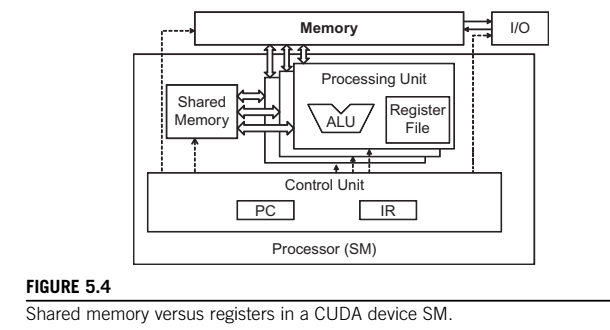 Memory
I/O
Processing Unit
Shared
Memory
ALU
Register
File
Control Unit
PC
IR
Processor (SM)
FIGURE 5.4
Shared memory versus registers in a CUDA device SM.